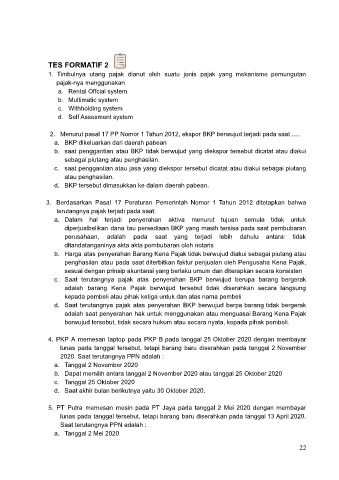 TES FORMATIF 2
1. Timbulnya utang pajak dianut oleh suatu jenis pajak yang mekanisme pemungutan
pajak-nya menggunakan
a. Rental Official system
b. Multimatic system
c. Withholding system
d. Self Assesment system
2. Menurut pasal 17 PP Nomor 1 Tahun 2012, ekspor BKP berwujud terjadi pada saat .....
a. BKP dikeluarkan dari daerah pabean
b. saat penggantian atau BKP tidak berwujud yang diekspor tersebut dicatat atau diakui
sebagai piutang atau penghasilan.
c. saat penggantian atau jasa yang diekspor tersebut dicatat atau diakui sebagai piutang
atau penghasilan.
d. BKP tersebut dimasukkan ke dalam daerah pabean.
3. Berdasarkan Pasal 17 Peraturan Pemerintah Nomor 1 Tahun 2012 ditetapkan bahwa
terutangnya pajak terjadi pada saat:
a. Dalam hal terjadi penyerahan aktiva menurut tujuan semula tidak untuk
diperjualbelikan dana tau persediaan BKP yang masih tersisa pada saat pembubaran
perusahaan, adalah pada saat yang terjadi lebih dahulu antara: tidak
ditandatanganinya akta akta pembubaran oleh notaris
b. Harga atas penyerahan Barang Kena Pajak tidak berwujud diakui sebagai piutang atau
penghasilan atau pada saat diterbitkan faktur penjualan oleh Pengusaha Kena Pajak,
sesuai dengan prinsip akuntansi yang berlaku umum dan diterapkan secara konsisten
c. Saat terutangnya pajak atas penyerahan BKP berwujud berupa barang bergerak
adalah barang Kena Pajak berwujud tersebut tidak diserahkan secara langsung
kepada pembeli atau pihak ketiga untuk dan atas nama pembeli
d. Saat terutangnya pajak atas penyerahan BKP berwujud berpa barang tidak bergerak
adalah saat penyerahan hak untuk menggunakan atau menguasai Barang Kena Pajak
berwujud tersebut, tidak secara hukum atau secara nyata, kepada pihak pembeli.
4. PKP A memesan laptop pada PKP B pada tanggal 25 Oktober 2020 dengan membayar
lunas pada tanggal tersebut, tetapi barang baru diserahkan pada tanggal 2 November
2020. Saat terutangnya PPN adalah :
a. Tanggal 2 November 2020
b. Dapat memilih antara tanggal 2 November 2020 atau tanggal 25 Oktober 2020
c. Tanggal 25 Oktober 2020
d. Saat akhir bulan berikutnya yaitu 30 Oktober 2020.
5. PT Putra memesan mesin pada PT Jaya pada tanggal 2 Mei 2020 dengan membayar
lunas pada tanggal tersebut, tetapi barang baru diserahkan pada tanggal 13 April 2020.
Saat terutangnya PPN adalah :
a. Tanggal 2 Mei 2020
22